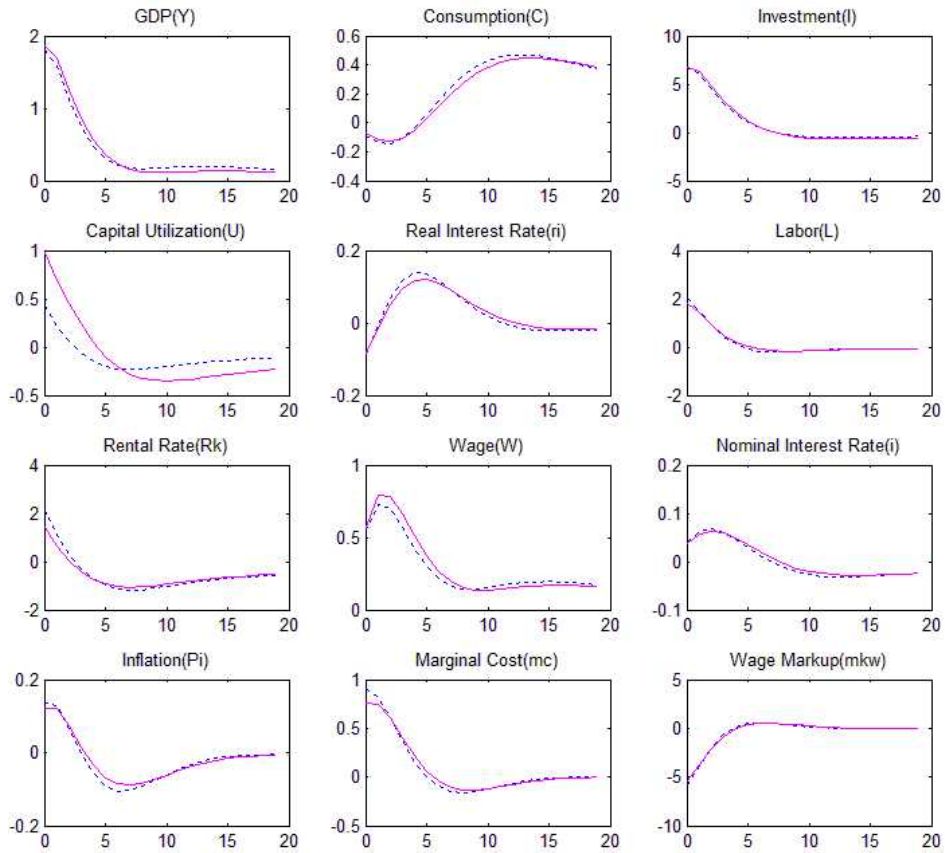 GDP(Y)
2
1
0
0 5 10 15 20
Consumption(C)
0.6
0.4
0.2
0
-0.2
-0.4
0 5 10 15 20
Investment(I)
10
5
0
-5
0 5 10 15 20
Capital Utilization(U)
1
0.5
0
-0.5
0 5 10 15 20
Real Interest Rate(ri)
0.2
0
0.2
0 5 10 15 20
Labor(L)
4
2
0
-2
0 5 10 15 20
Rental Rate(Rk)
4
2
0
-2
0 5 10 15 20
Wage(W)
1
0.5
0
0 5 10 15 20
Nominal Interest Rate(i)
0.2
0.1
0
-0.1
0 5 10 15 20
Inflation(Pi)
0.2
0
-0.2
0 5 10 15 20
Marginal Cost(mc)
1
0.5
0
-0.5
0 5 10 15 20
Wage Markup(mkw)
5
0
-5
-10
0 5 10 15 20